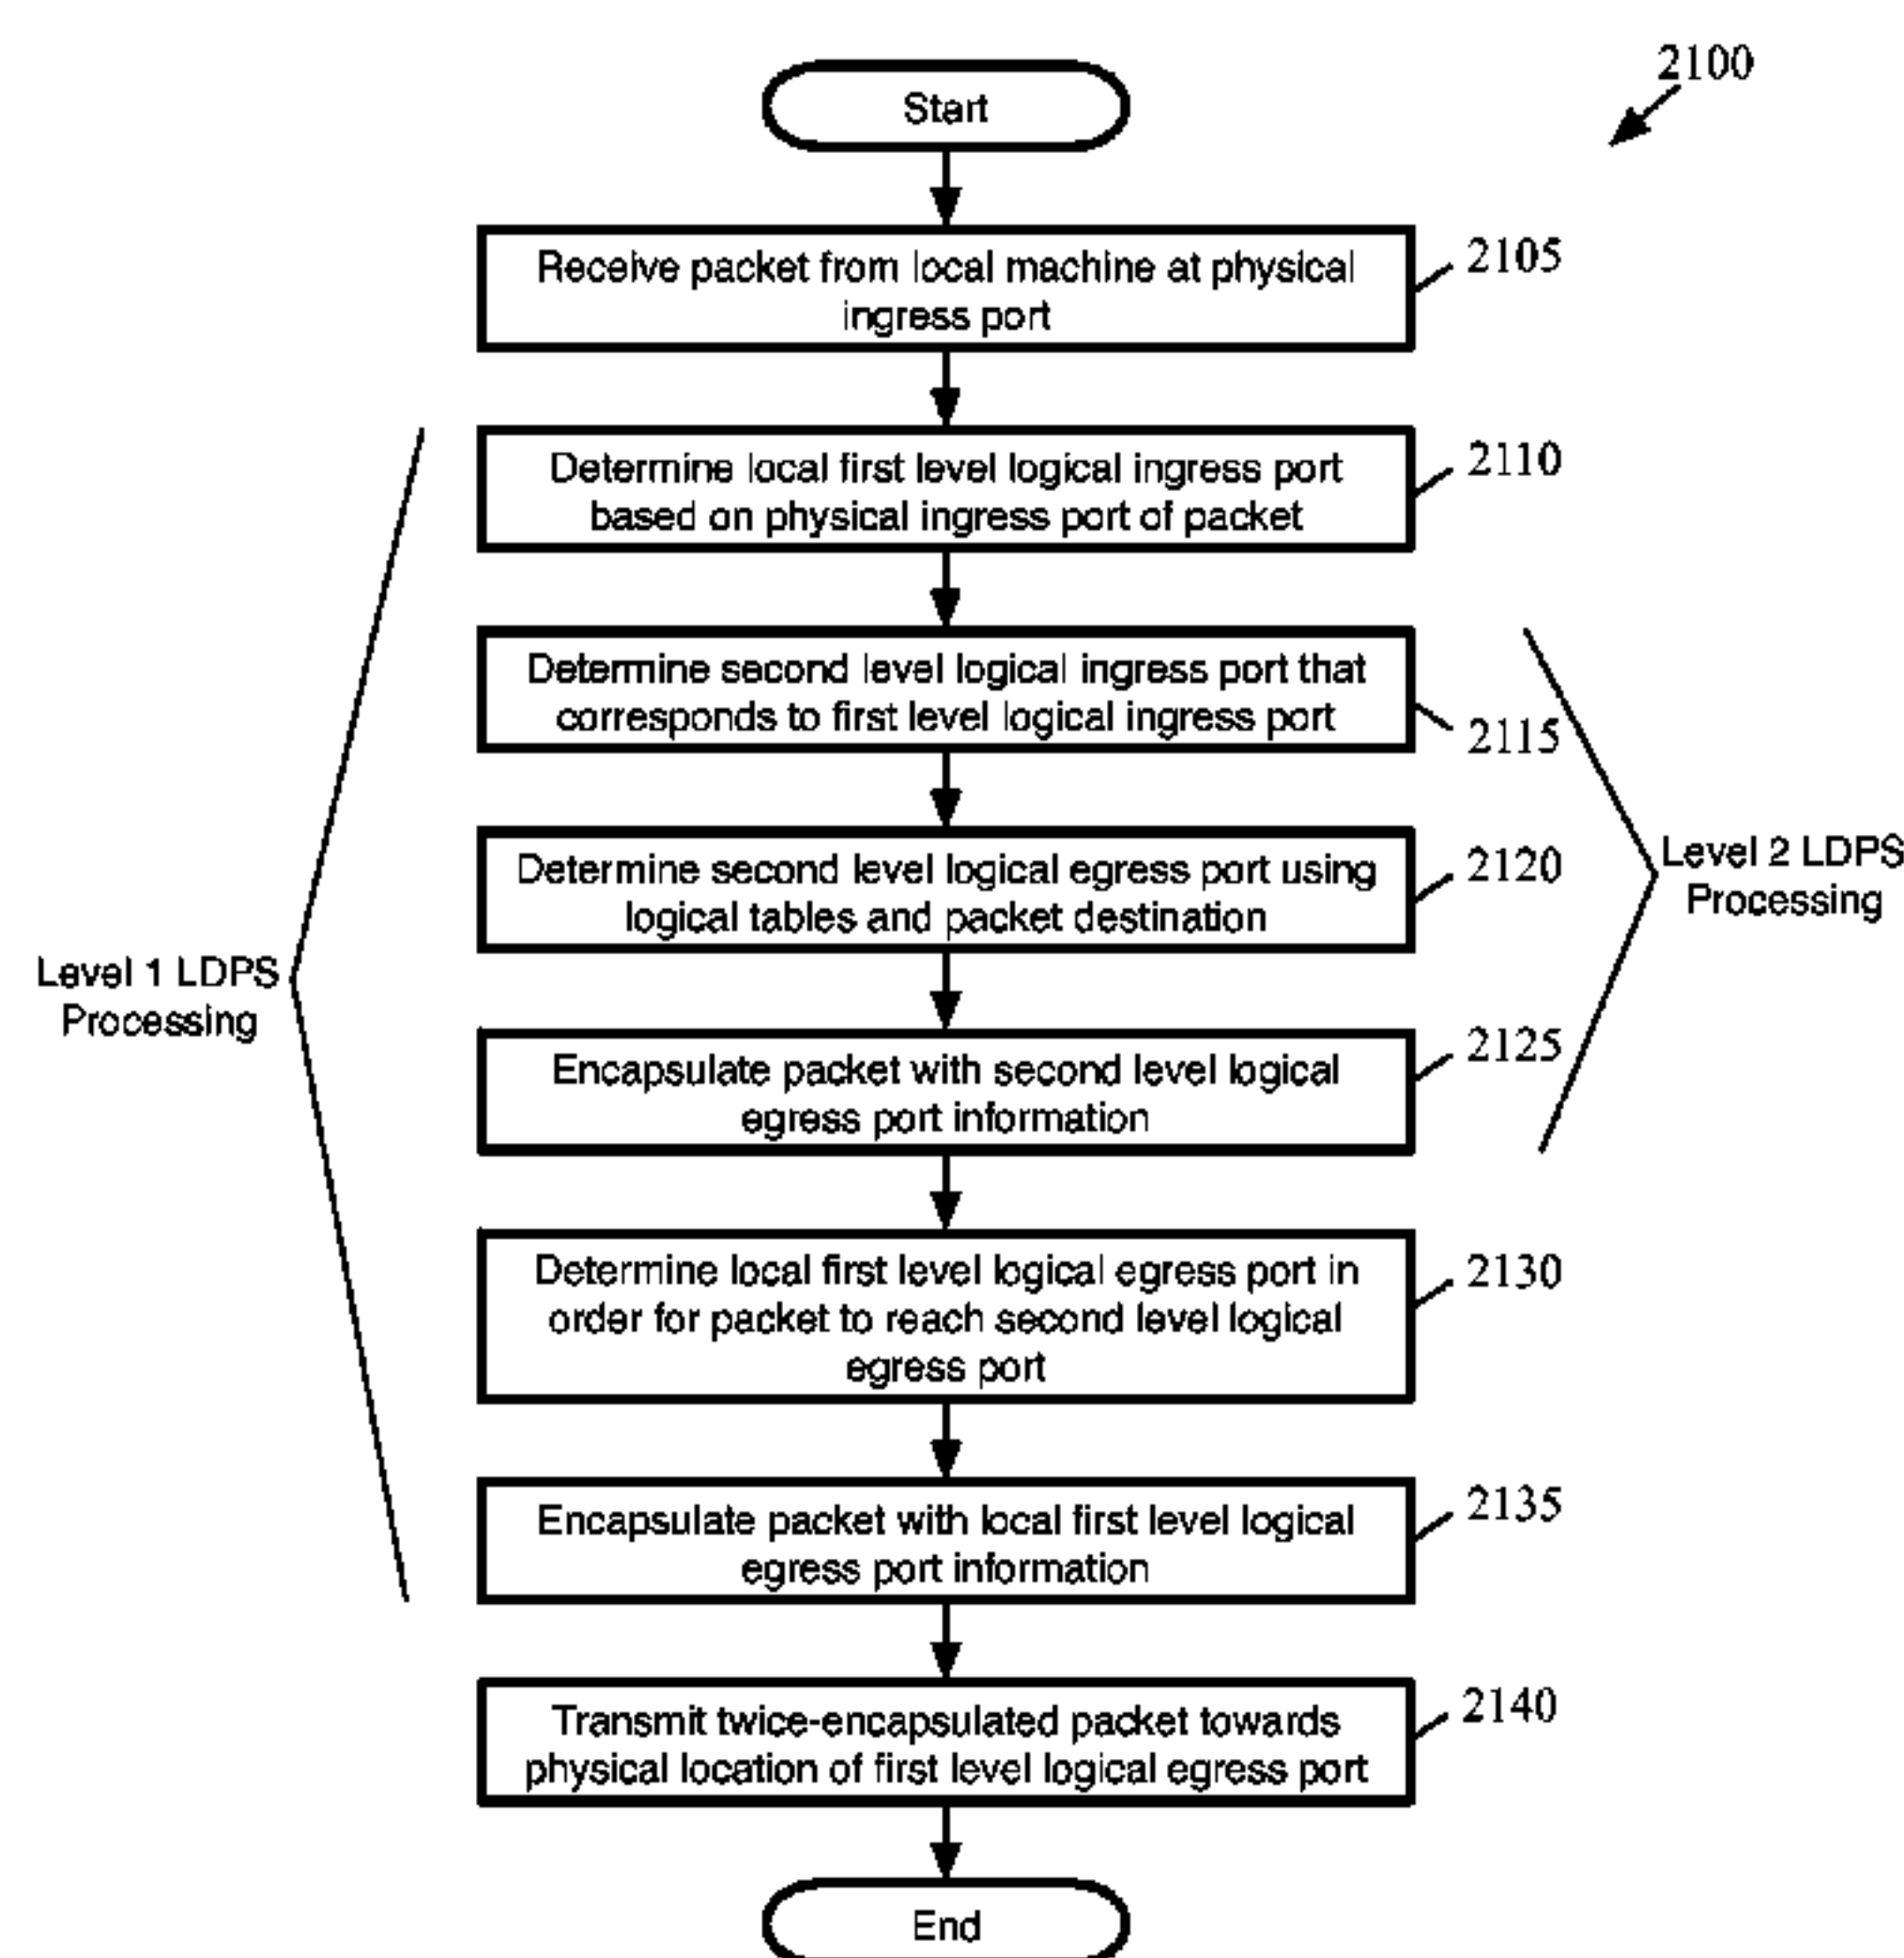 2100
Start
Receive packet from local machine at physical
ingress port
2105
Determine local first level logical ingress port
based on physical ingress port of packet
2110
Determine second level logical ingress port that
corresponds to first level logical ingress port
2115
Determine second level logical egress port using
logical tables and packet destination
2120
Level 2 LDPS
Processing
Level 1 LDPS
Processing
Encapsulate packet with second level logical
egress port information
2125
Determine local first level logical egress port in
order for packet to reach second level logical
egress port
2130
Encapsulate packet with local first level logical
egress port information
2135
Transmit twice-encapsulated packet towards
physical location of first level logical egress port
2140
End